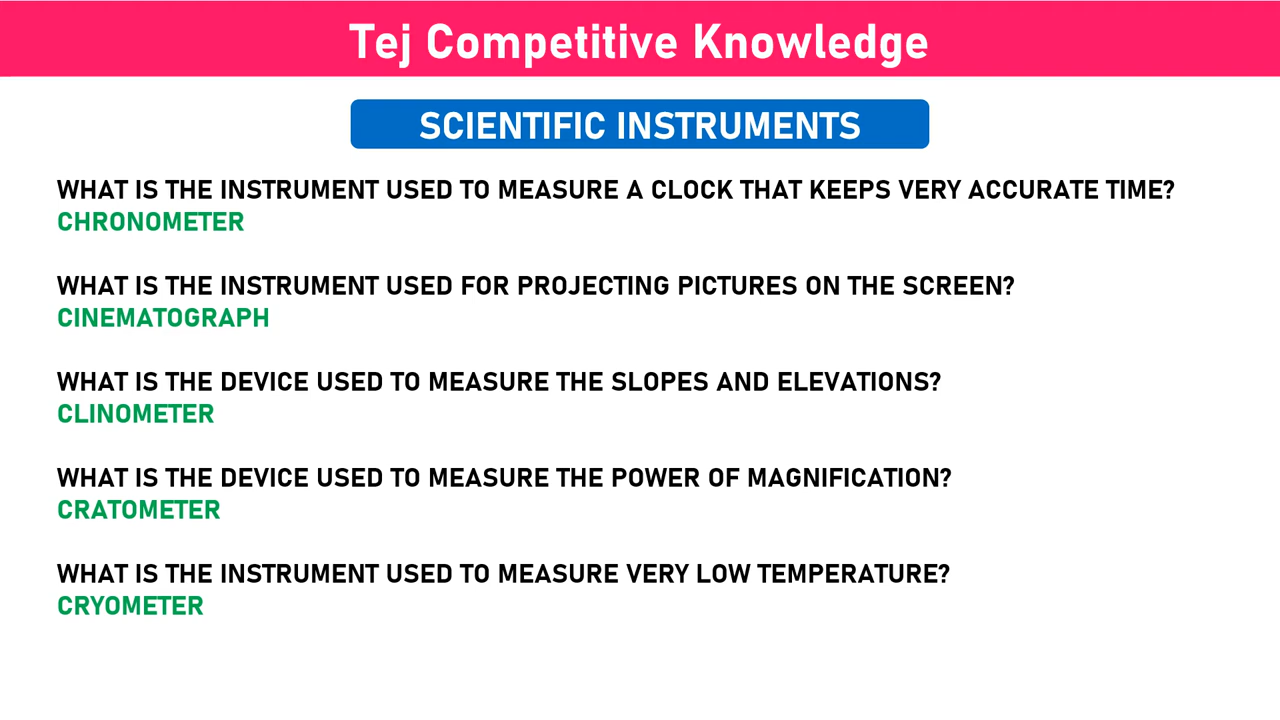 Tej Competitive Knowledge
SCIENTIFIC INSTRUMENTS
WHAT IS THE INSTRUMENT USED TO MEASURE A CLOCK THAT KEEPS VERY ACCURATE TIME?
CHRONOMETER
WHAT IS THE INSTRUMENT USED FOR PROJECTING PICTURES ON THE SCREEN?
CINEMATOGRAPH
WHAT IS THE DEVICE USED TO MEASURE THE SLOPES AND ELEVATIONS?
CLINOMETER
WHAT IS THE DEVICE USED TO MEASURE THE POWER OF MAGNIFICATION?
CRATOMETER
WHAT IS THE INSTRUMENT USED TO MEASURE VERY LOW TEMPERATURE?
CRYOMETER